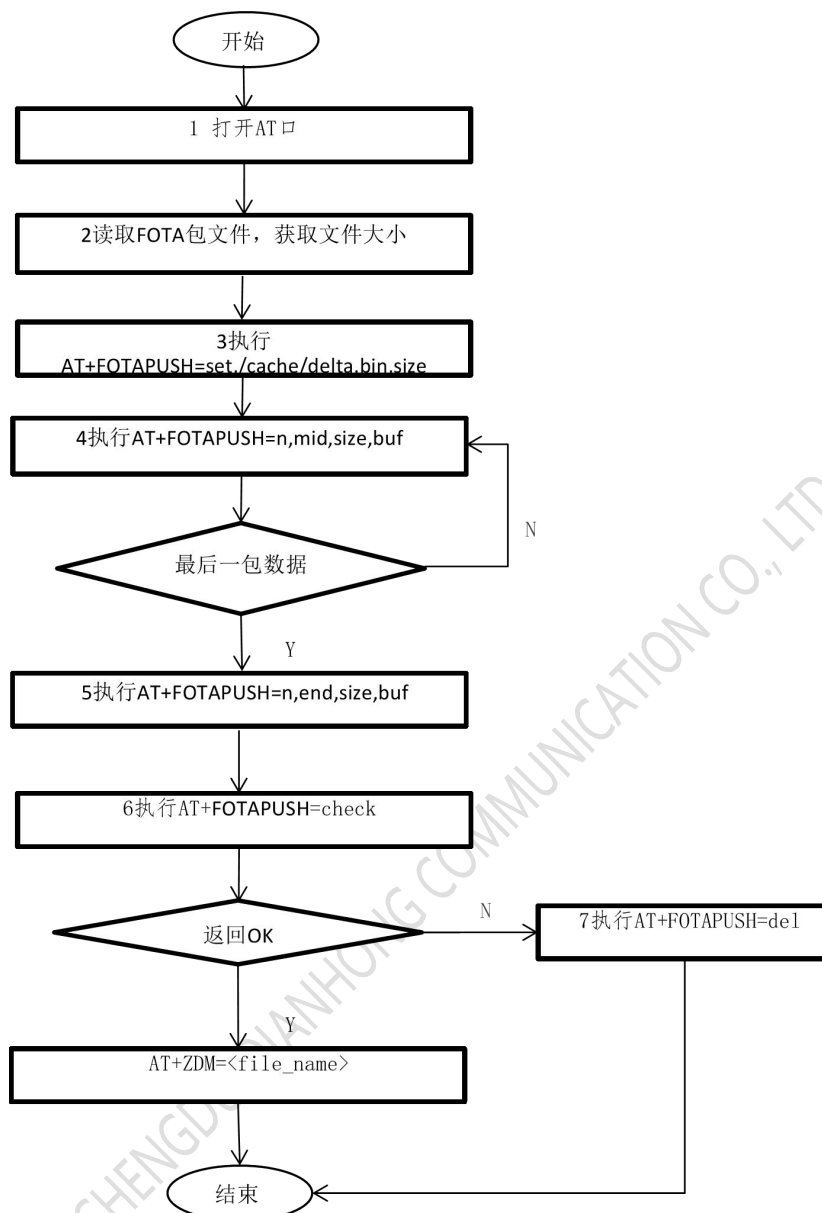 开始
1 打开AT口
2读取FOTA包文件，获取文件大小
3执行
AT+FOTAPUSH=set,/cache/delta.bin,size
4执行AT+FOTAPUSH=n,mid,size,buf
N
最后一包数据
Y
5执行AT+FOTAPUSH=n,end,size,buf
6执行AT+FOTAPUSH=check
返回OK
N
7执行AT+FOTAPUSH=del
Y
AT+ZDM=<file_name>
结束
COMMUNICATION CO., LTD